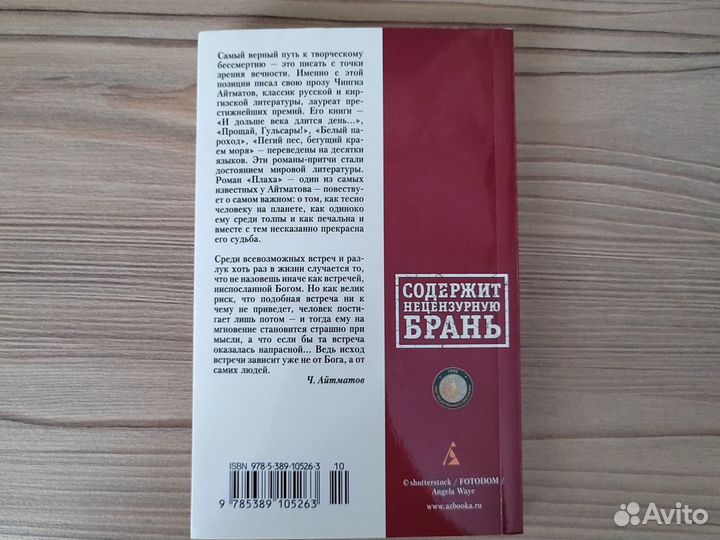 Самый верный путь к творческому
бессмертию — это писать с точки
зрения вечности. Именно с этой
позиции писал свою прозу Чингиз
Айтматов, классик русской и кир-
гизской литературы, лауреат пре-
стижнейших премий. Его книги —
«И дольше века длится день...»,
«Прощай, Гульсары!», «Белый па-
роход», «Пегий пес, бегущий кра-
ем моря» — переведены на десятки
языков. Эти романы-притчи стали
достоянием мировой литературы.
Роман «Плаха» — один из самых
известных у Айтматова — повеству-
ет о самом важном: о том, как тесно
человеку на планете, как одиноко
ему среди толпы и как печальна и
вместе с тем несказанно прекрасна
его судьба.
Среди всевозможных встреч и раз-
лук хоть раз в жизни случается то,
что не назовешь иначе как встречей,
ниспосланной Богом. Но как велик
риск, что подобная встреча ни к
чему не приведет, человек пости-
гает лишь потом — и тогда ему на
мгновение становится страшно при
мысли, а что если бы та встреча
оказалась напрасной... Ведь исход
встречи зависит уже не от Бога, а от
самих людей.
Ч. Айтматов
СОДЕРЖИТ
НЕЦЕНЗУРНУЮ
БРАНЬ
1998
ISBN 978-5-389-10526-3 10
9 785389 105263
© shutterstock / FOTODOM /
Angela Waye
www.azbooka.ru
Avito